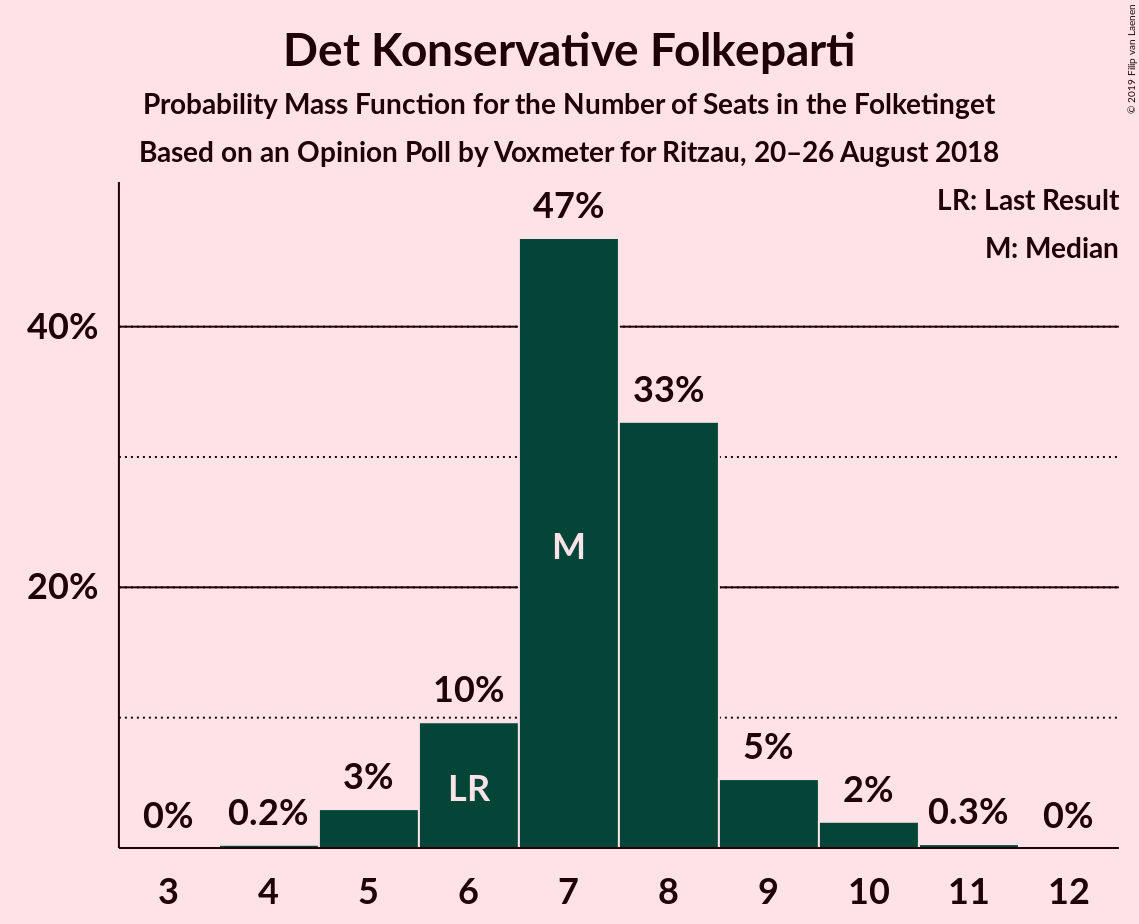 Det Konservative Folkeparti
Probability Mass Function for the Number of Seats in the Folketinget
Based on an Opinion Poll by Voxmeter for Ritzau, 20–26 August 2018
© 2019 Filip van Laenen
LR: Last Result
M: Median
47%
40%
33%
M
20%
10%
5%
3%
LR
2%
0%
0.2%
0.3%
0%
3 4 5 6 7 8 9 10 11 12